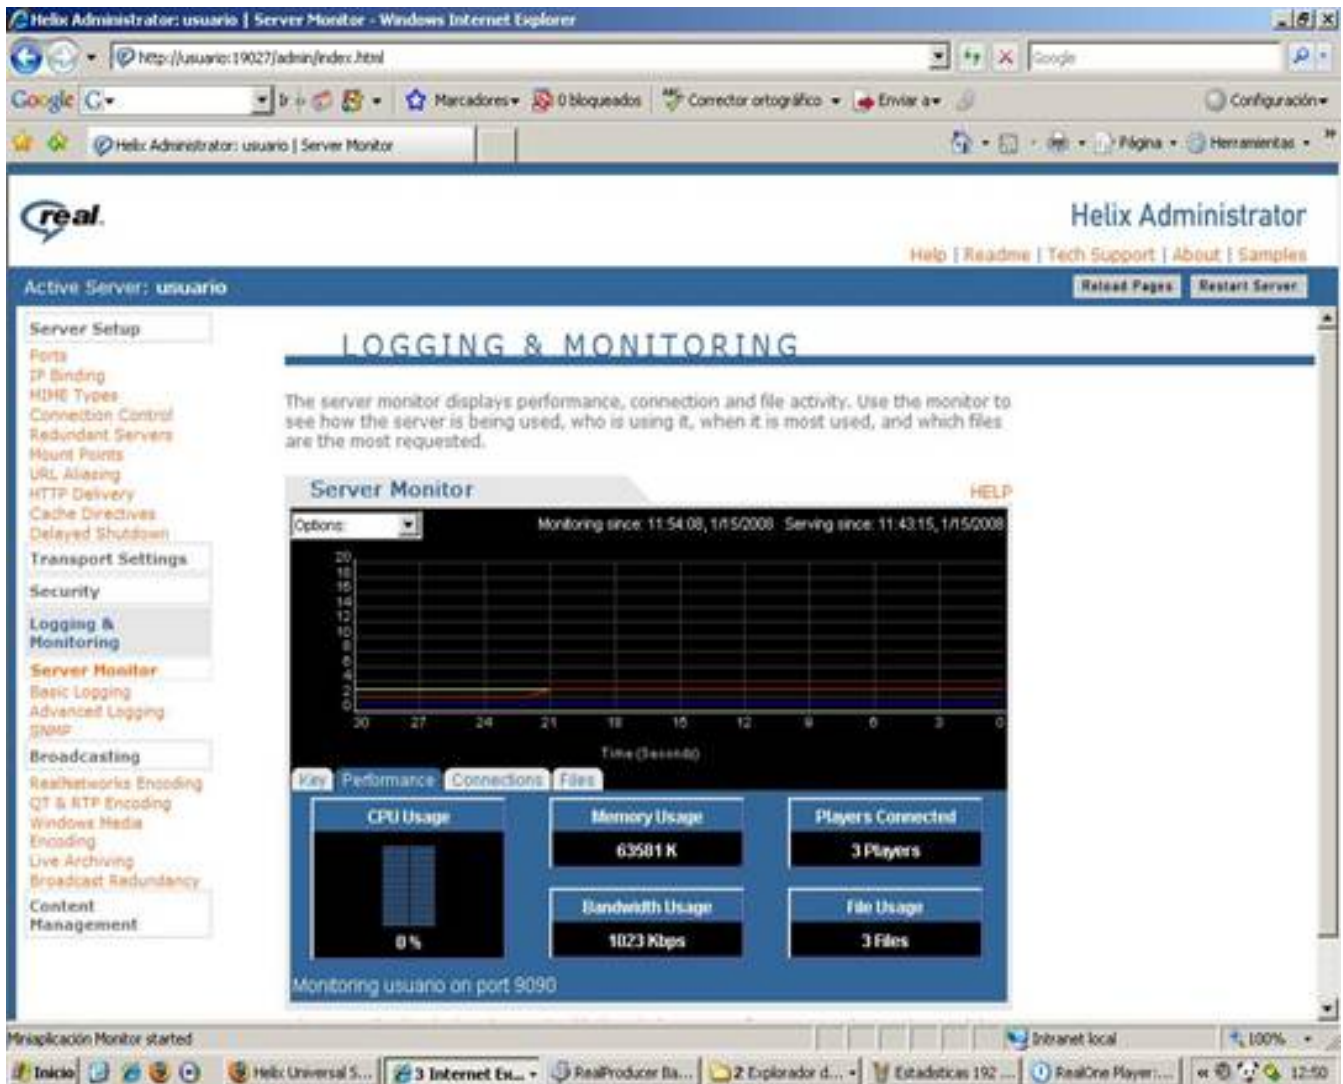 Helix Administrator: usuario | Server Monitor - Windows Internet Explorer
http://usuario:19027/admin/index.html
Google
Google G
Marcadores
0 bloqueados
Corrector ortográfico
Enviar a
Configuración
Helix Administrator: usuario | Server Monitor
Página
Herramientas
real.
Helix Administrator
Help | Readme | Tech Support | About | Samples
Active Server: usuario
Reload Pages
Restart Server
Server Setup
Ports
IP Binding
MIME Types
Connection Control
Redundant Servers
Mount Points
URL Aliasing
HTTP Delivery
Cache Directives
Delayed Shutdown
Transport Settings
Security
Logging &
Monitoring
Server Monitor
Basic Logging
Advanced Logging
SNMP
Broadcasting
RealNetworks Encoding
QT & RTP Encoding
Windows Media
Encoding
Live Archiving
Broadcast Redundancy
Content
Management
LOGGING & MONITORING
The server monitor displays performance, connection and file activity. Use the monitor to
see how the server is being used, who is using it, when it is most used, and which files
are the most requested.
Server Monitor
HELP
Options:
Monitoring since: 11:54:08, 1/15/2008 Serving since: 11:43:15, 1/15/2008
20
18
16
14
12
10
8
6
4
2
0
30 27 24 21 18 15 12 9 6 3 0
Time (Seconds)
Key
Performance
Connections
Files
CPU Usage
0 %
Memory Usage
63581 K
Players Connected
3 Players
Bandwidth Usage
1023 Kbps
File Usage
3 Files
Monitoring usuario on port 9090
Miniaplicación Monitor started
Intranet local
100%
Inicio
Helix Universal S...
3 Internet Ex...
RealProducer Ba...
2 Explorador d...
Estadísticas 192 ...
RealOne Player:...
12:50